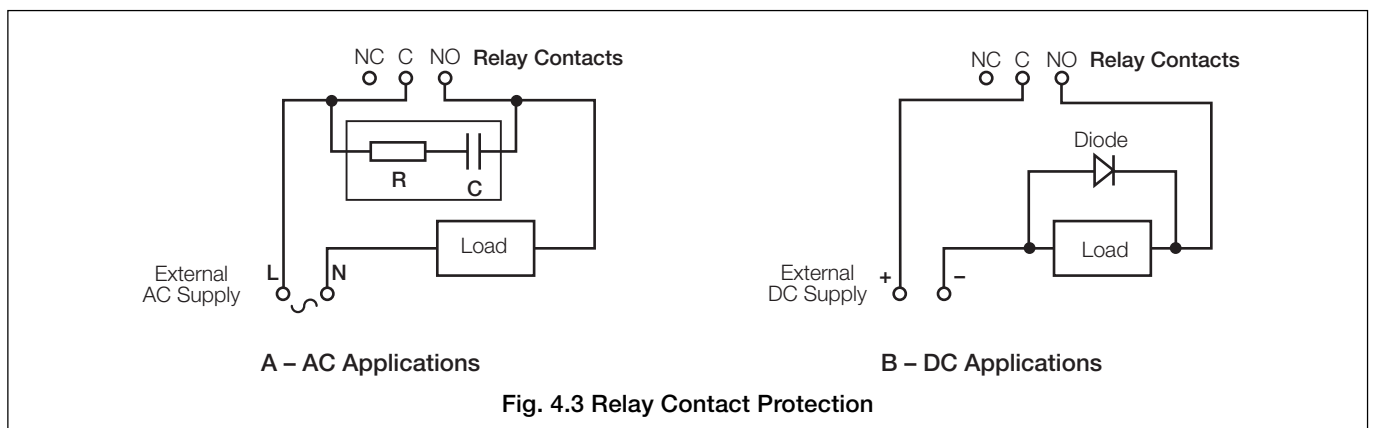 NC C NO Relay Contacts
R
C
Load
External
AC Supply
L
N
A – AC Applications
NC C NO Relay Contacts
Diode
Load
External
DC Supply
+
–
B – DC Applications
Fig. 4.3 Relay Contact Protection